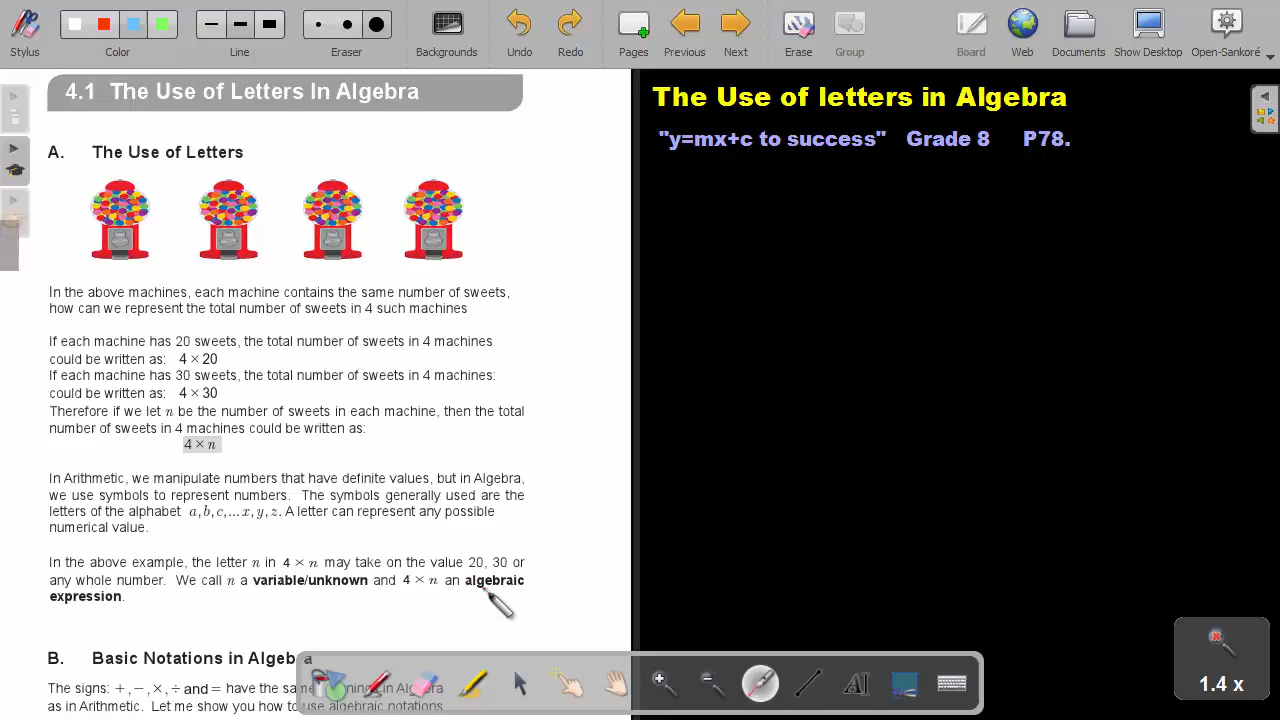 Stylus
Color
Line
Eraser
Backgrounds
Undo
Redo
Pages
Previous
Next
Erase
Group
Board
Web
Documents
Show Desktop
Open-Sankoré
4.1 The Use of Letters In Algebra
A. The Use of Letters
In the above machines, each machine contains the same number of sweets,
how can we represent the total number of sweets in 4 such machines
If each machine has 20 sweets, the total number of sweets in 4 machines
could be written as: 4 × 20
If each machine has 30 sweets, the total number of sweets in 4 machines:
could be written as: 4 × 30
Therefore if we let n be the number of sweets in each machine, then the total
number of sweets in 4 machines could be written as:
4 × n
In Arithmetic, we manipulate numbers that have definite values, but in Algebra,
we use symbols to represent numbers. The symbols generally used are the
letters of the alphabet a, b, c, ... x, y, z. A letter can represent any possible
numerical value.
In the above example, the letter n in 4 × n may take on the value 20, 30 or
any whole number. We call n a variable/unknown and 4 × n an algebraic
expression.
B. Basic Notations in Algebra
The signs: +, −, ×, ÷ and = have the same meaning in Algebra
as in Arithmetic. Let me show you how to use algebraic notations
The Use of letters in Algebra
"y=mx+c to success" Grade 8 P78.
AI
1.4 x